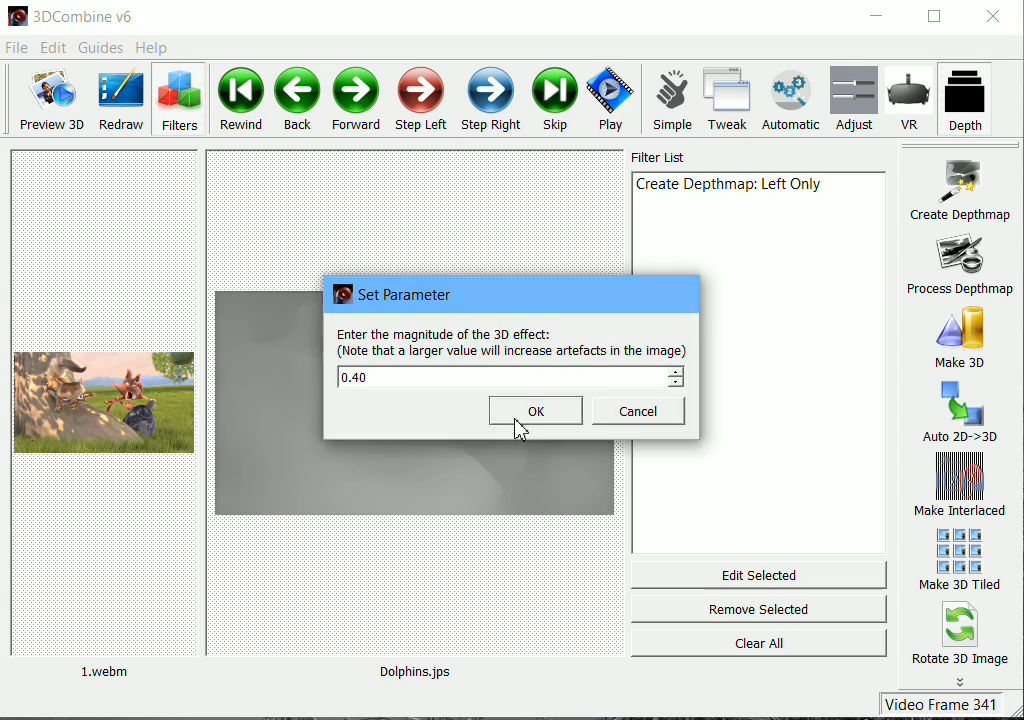 3DCombine v6
File Edit Guides Help
Preview 3D Redraw Filters Rewind Back Forward Step Left Step Right Skip Play Simple Tweak Automatic Adjust VR Depth
Filter List
Create Depthmap: Left Only
Set Parameter
Enter the magnitude of the 3D effect:
(Note that a larger value will increase artefacts in the image)
0.40
OK Cancel
Edit Selected
Remove Selected
Clear All
1.webm
Dolphins.jps
Create Depthmap
Process Depthmap
Make 3D
Auto 2D->3D
Make Interlaced
Make 3D Tiled
Rotate 3D Image
Video Frame 341